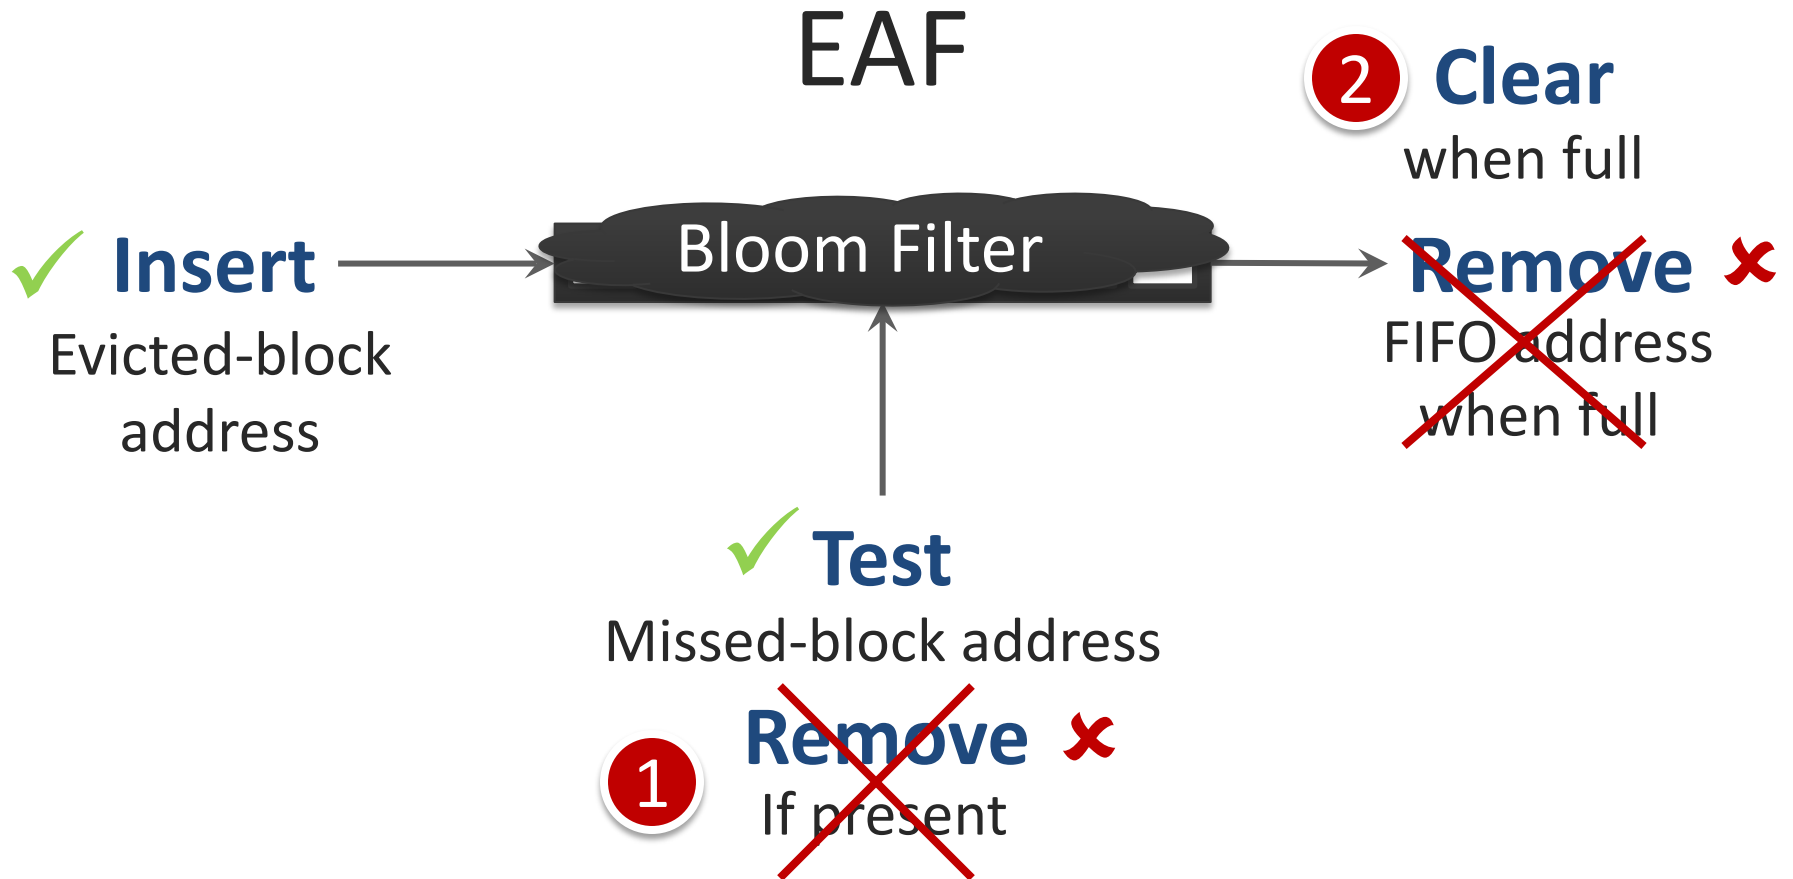 EAF
2 Clear
when full
Bloom Filter
Insert
Evicted-block
address
Remove
FIFO address
when full
Test
Missed-block address
1 Remove
If present